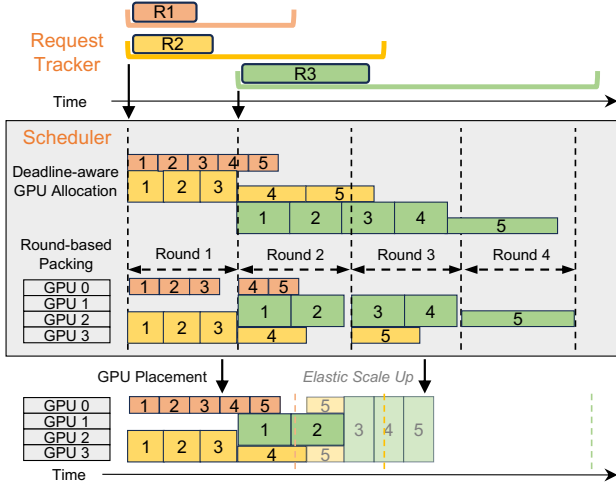 R1
Request
Tracker
R2
R3
Time
Scheduler
Deadline-aware
GPU Allocation
1 2 3 4 5
1 2 3
4 5
1 2 3 4
5
Round-based
Packing
Round 1 Round 2 Round 3 Round 4
GPU 0 1 2 3 4 5
GPU 1 1 2 3 4
GPU 2 1 2 3 5
GPU 3 4 5
GPU Placement Elastic Scale Up
GPU 0 1 2 3 4 5 5
GPU 1 1 2 3 4 5
GPU 2 1 2 3
GPU 3 4 5
Time